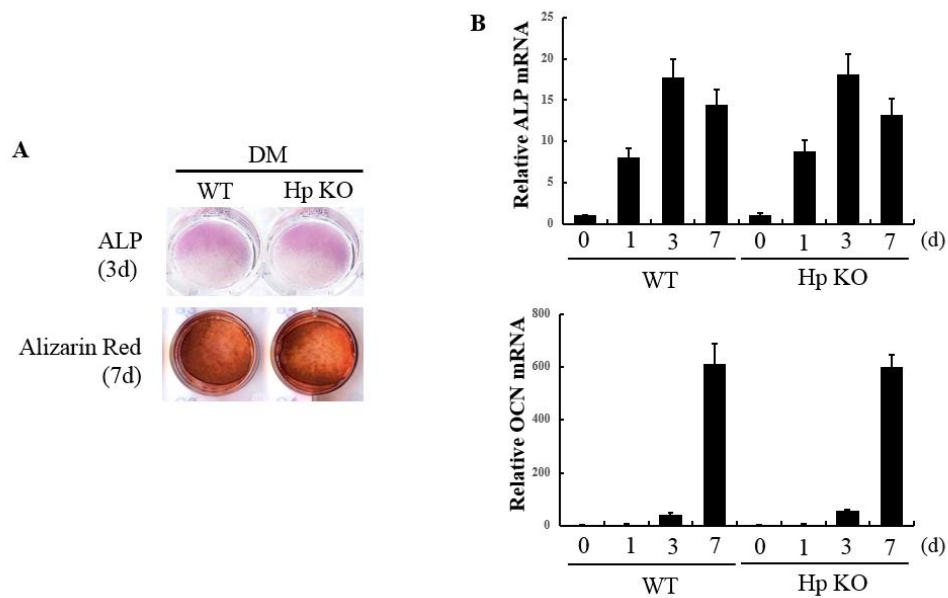 A
DM
WT Hp KO
ALP
(3d)
Alizarin Red
(7d)
B
Relative ALP mRNA
25
20
15
10
5
0
0 1 3 7 0 1 3 7 (d)
WT Hp KO
Relative OCN mRNA
800
600
400
200
0
0 1 3 7 0 1 3 7 (d)
WT Hp KO